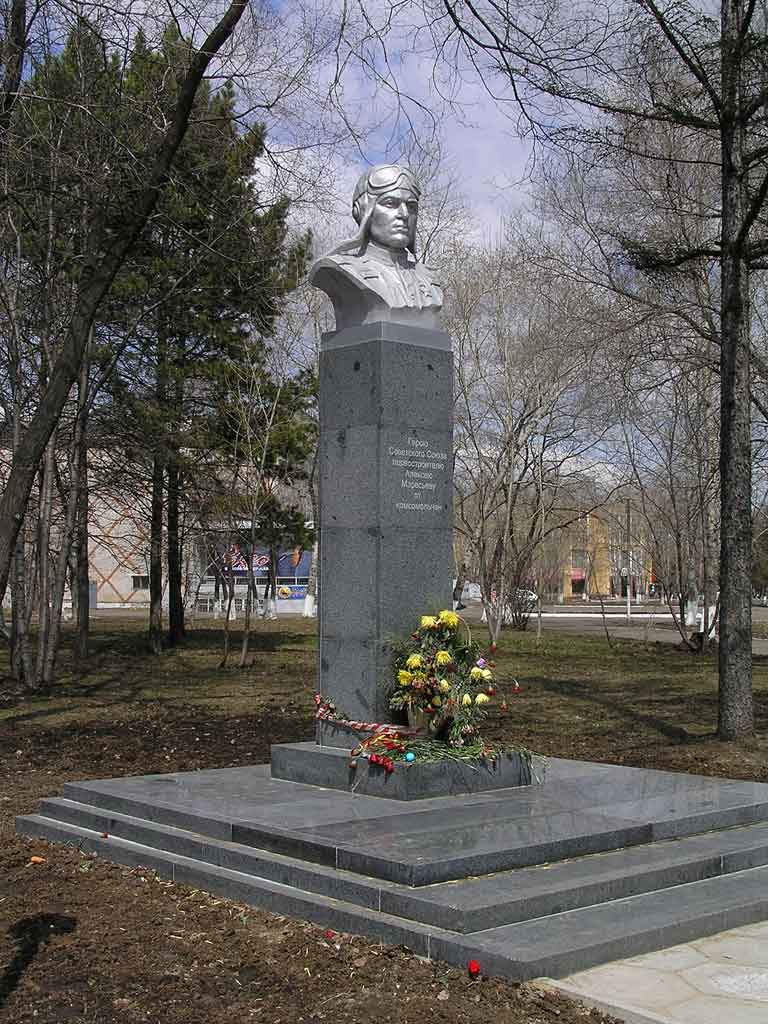 Герою
Советского Союза
первостроителю
Алексею
Маресьеву
от
комсомольчан